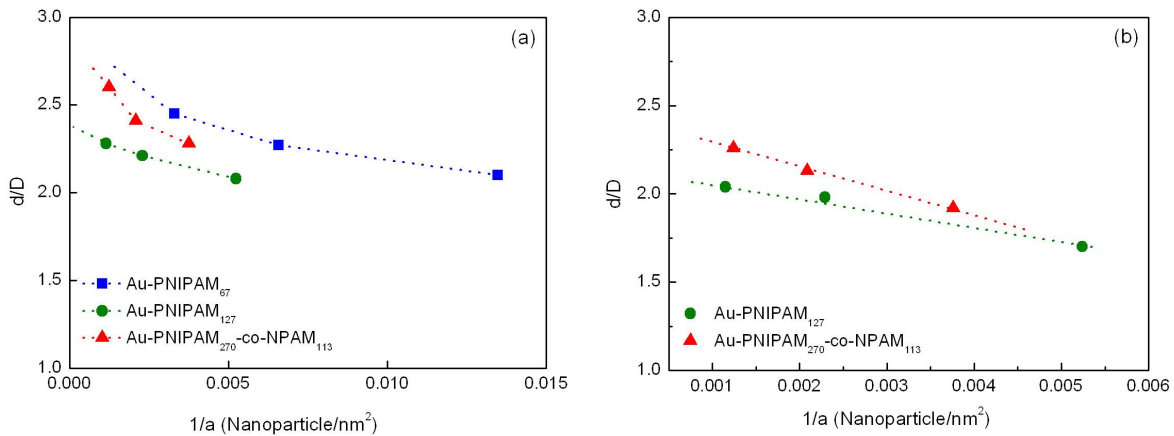 (a)
3.0
2.5
2.0
1.5
1.0
d/D
Au-PNIPAM₆₇
Au-PNIPAM₁₂₇
Au-PNIPAM₂₇₀-co-NPAM₁₁₃
0.000 0.005 0.010 0.015
1/a (Nanoparticle/nm²)
(b)
3.0
2.5
2.0
1.5
1.0
d/D
Au-PNIPAM₁₂₇
Au-PNIPAM₂₇₀-co-NPAM₁₁₃
0.001 0.002 0.003 0.004 0.005 0.006
1/a (Nanoparticle/nm²)